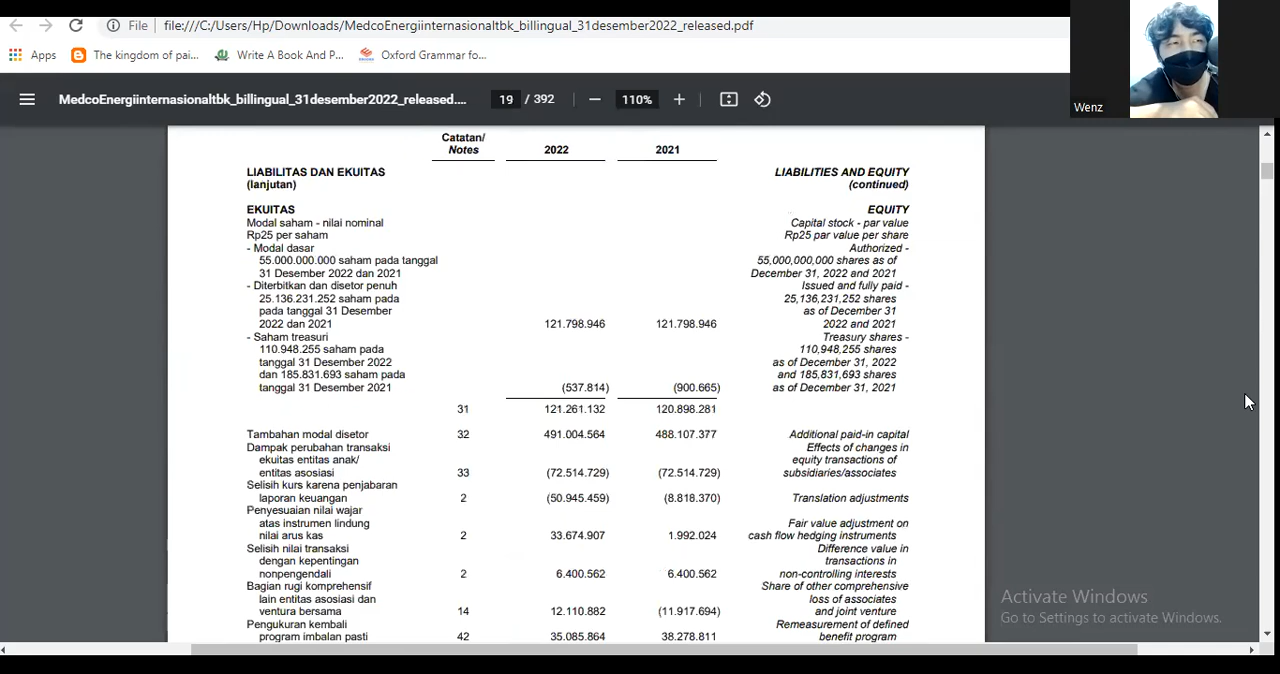 File file:///C:/Users/Hp/Downloads/MedcoEnergiinternasionaltbk_billingual_31desember2022_released.pdf
Apps The kingdom of pai... Write A Book And P... Oxford Grammar fo...
MedcoEnergiinternasionaltbk_billingual_31desember2022_released.... 19 / 392 110%
Wenz
Catatan/
Notes 2022 2021
LIABILITAS DAN EKUITAS LIABILITIES AND EQUITY
(lanjutan) (continued)
EKUITAS EQUITY
Modal saham - nilai nominal Capital stock - par value
Rp25 per saham Rp25 par value per share
- Modal dasar Authorized -
55.000.000.000 saham pada tanggal 55,000,000,000 shares as of
31 Desember 2022 dan 2021 December 31, 2022 and 2021
- Diterbitkan dan disetor penuh Issued and fully paid -
25.136.231.252 saham pada 25,136,231,252 shares
pada tanggal 31 Desember as of December 31
2022 dan 2021 121.798.946 121.798.946 2022 and 2021
- Saham treasuri Treasury shares -
110.948.255 saham pada 110,948,255 shares
tanggal 31 Desember 2022 as of December 31, 2022
dan 185.831.693 saham pada and 185,831,693 shares
tanggal 31 Desember 2021 (537.814) (900.665) as of December 31, 2021
31 121.261.132 120.898.281
Tambahan modal disetor 32 491.004.564 488.107.377 Additional paid-in capital
Dampak perubahan transaksi Effects of changes in
ekuitas entitas anak/ equity transactions of
entitas asosiasi 33 (72.514.729) (72.514.729) subsidiaries/associates
Selisih kurs karena penjabaran
laporan keuangan 2 (50.945.459) (8.818.370) Translation adjustments
Penyesuaian nilai wajar
atas instrumen lindung Fair value adjustment on
nilai arus kas 2 33.674.907 1.992.024 cash flow hedging instruments
Selisih nilai transaksi Difference value in
dengan kepentingan transactions in
nonpengendali 2 6.400.562 6.400.562 non-controlling interests
Bagian rugi komprehensif Share of other comprehensive
lain entitas asosiasi dan loss of associates
ventura bersama 14 12.110.882 (11.917.694) and joint venture
Pengukuran kembali Remeasurement of defined
program imbalan pasti 42 35.085.864 38.278.811 benefit program
Activate Windows
Go to Settings to activate Windows.